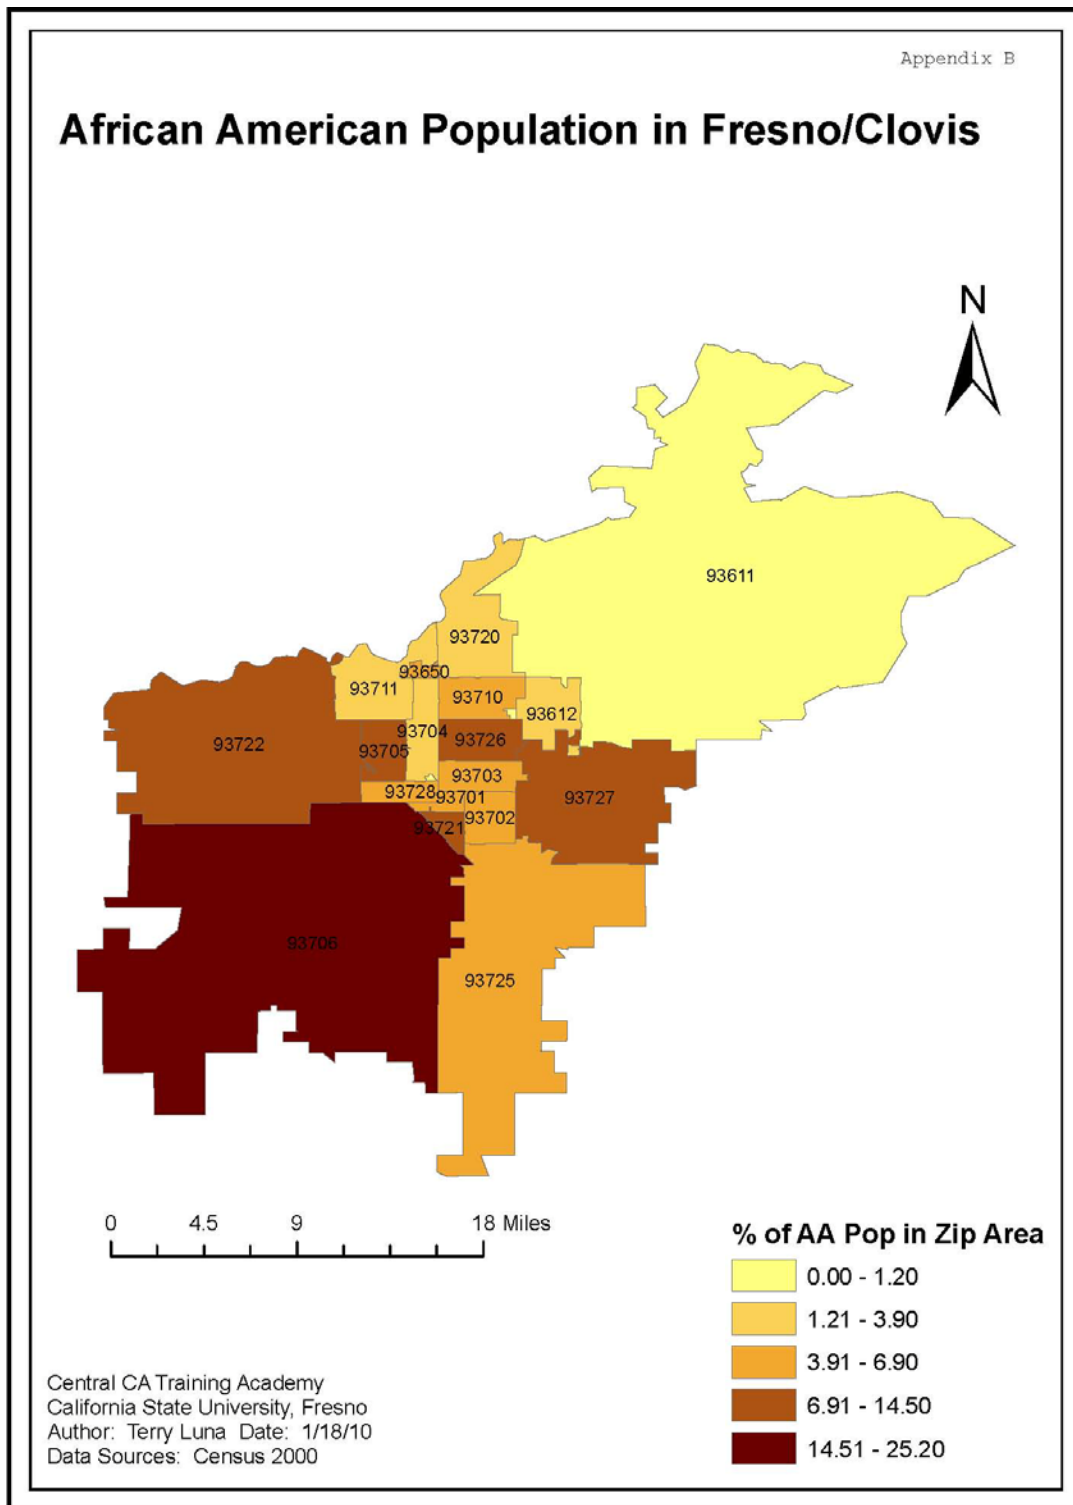 Appendix B
African American Population in Fresno/Clovis
N
93611
93720
93650
93711
93710
93612
93704
93722
93705
93726
93703
93728
93701
93727
93702
93721
93706
93725
0 4.5 9 18 Miles
% of AA Pop in Zip Area
0.00 - 1.20
1.21 - 3.90
3.91 - 6.90
6.91 - 14.50
14.51 - 25.20
Central CA Training Academy
California State University, Fresno
Author: Terry Luna Date: 1/18/10
Data Sources: Census 2000